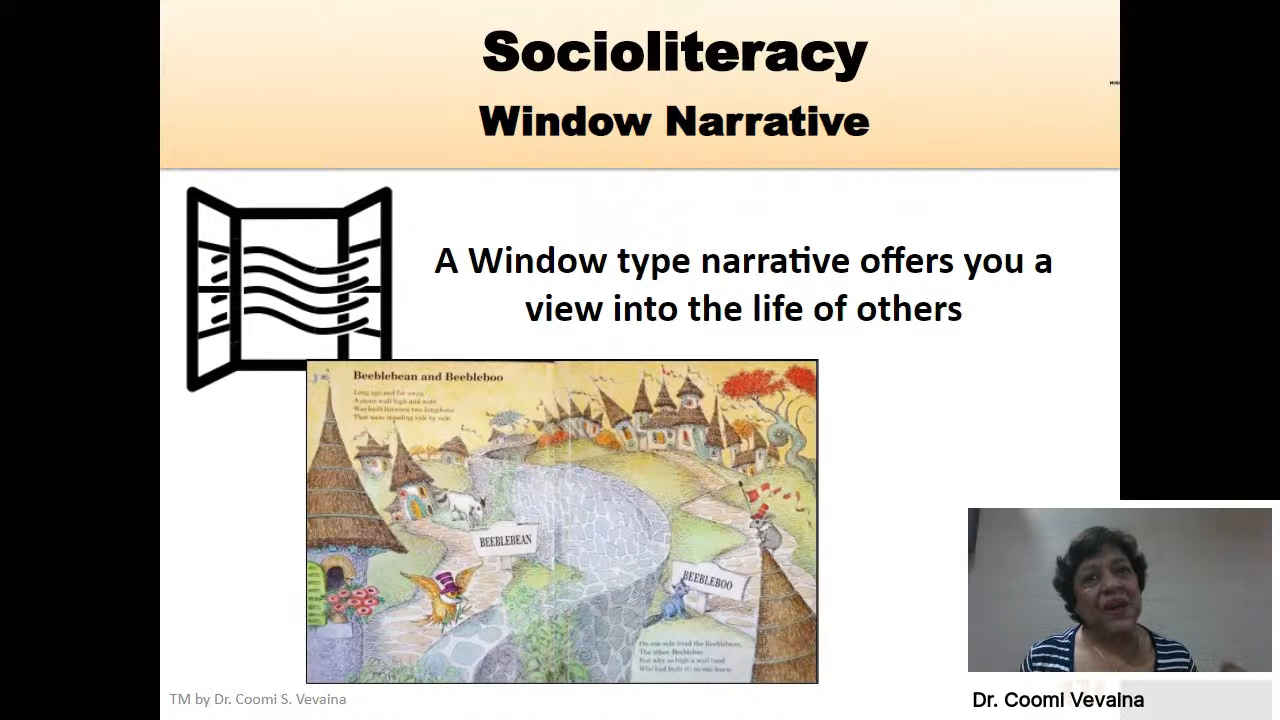 Socioliteracy
Window Narrative
A Window type narrative offers you a
view into the life of others
Beeblebean and Beebleboo
Long ago and far away,
A stone wall high and wide
Was built between two kingdoms
That were standing side by side.
BEEBLEBEAN
BEEBLEBOO
On one side lived the Beeblebean,
The other, Beebleboo.
But why so high a wall
Who had built it no one knew.
TM by Dr. Coomi S. Vevaina
Dr. Coomi Vevaina